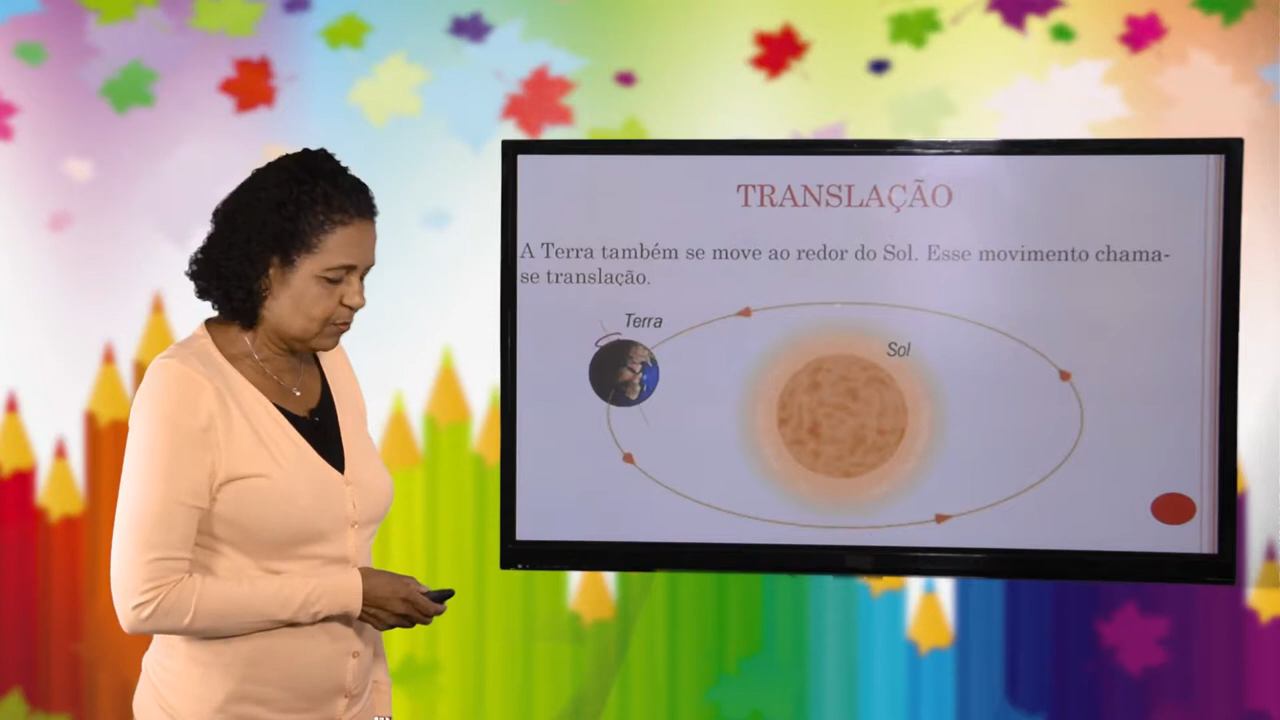 TRANSLAÇÃO
A Terra também se move ao redor do Sol. Esse movimento chama-
se translação.
Terra
Sol